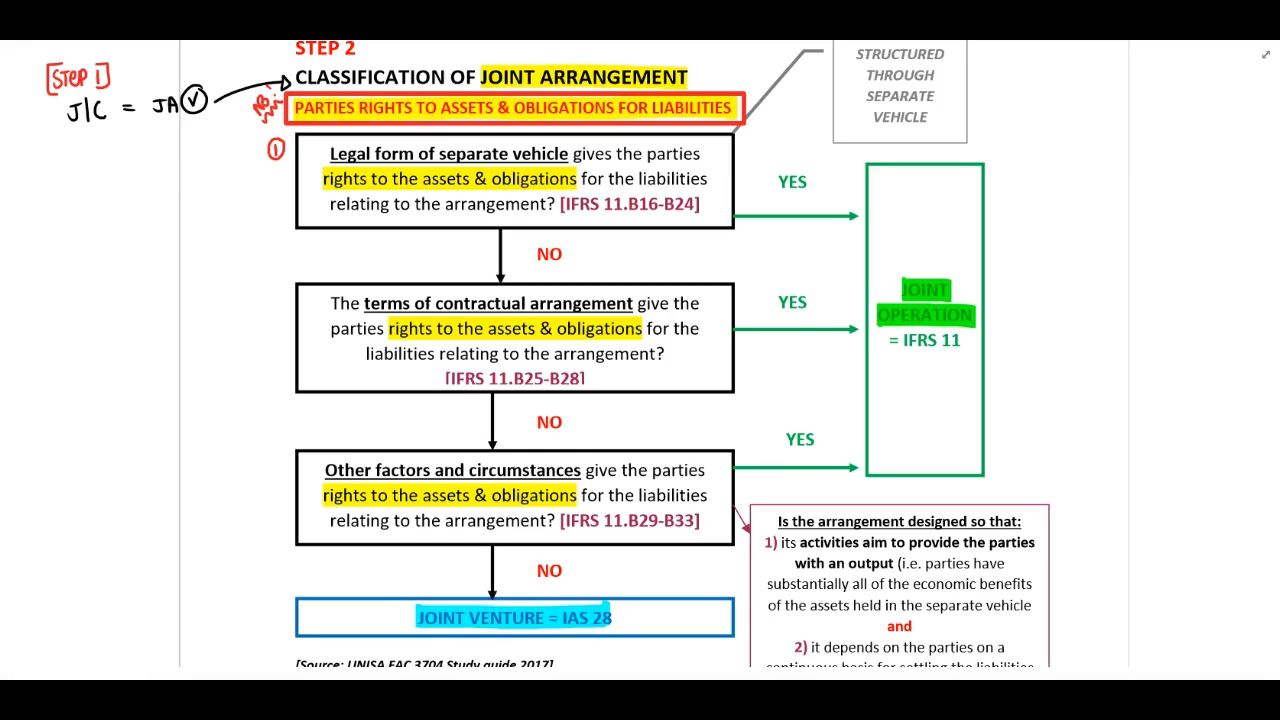 STEP 2
[STEP 1]
CLASSIFICATION OF JOINT ARRANGEMENT
J/C = JA
PARTIES RIGHTS TO ASSETS & OBLIGATIONS FOR LIABILITIES
STRUCTURED
THROUGH
SEPARATE
VEHICLE
1
Legal form of separate vehicle gives the parties
rights to the assets & obligations for the liabilities
relating to the arrangement? [IFRS 11.B16-B24]
YES
NO
The terms of contractual arrangement give the
parties rights to the assets & obligations for the
liabilities relating to the arrangement?
[IFRS 11.B25-B28]
YES
JOINT
OPERATION
= IFRS 11
NO
Other factors and circumstances give the parties
rights to the assets & obligations for the liabilities
relating to the arrangement? [IFRS 11.B29-B33]
YES
NO
JOINT VENTURE = IAS 28
Is the arrangement designed so that:
1) its activities aim to provide the parties
with an output (i.e. parties have
substantially all of the economic benefits
of the assets held in the separate vehicle
and
2) it depends on the parties on a
continuous basis for settling the liabilities
[Source: UNISA FAC 3704 Study guide 2017]